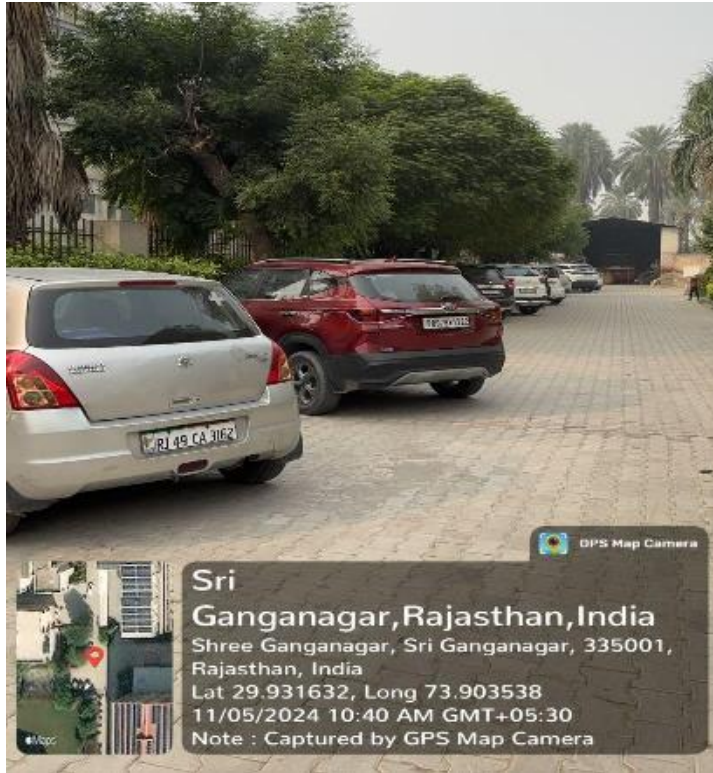 RJ 49 CA 3162
GPS Map Camera
Sri
Ganganagar,Rajasthan,India
Shree Ganganagar, Sri Ganganagar, 335001,
Rajasthan, India
Lat 29.931632, Long 73.903538
11/05/2024 10:40 AM GMT+05:30
Note : Captured by GPS Map Camera
Maps